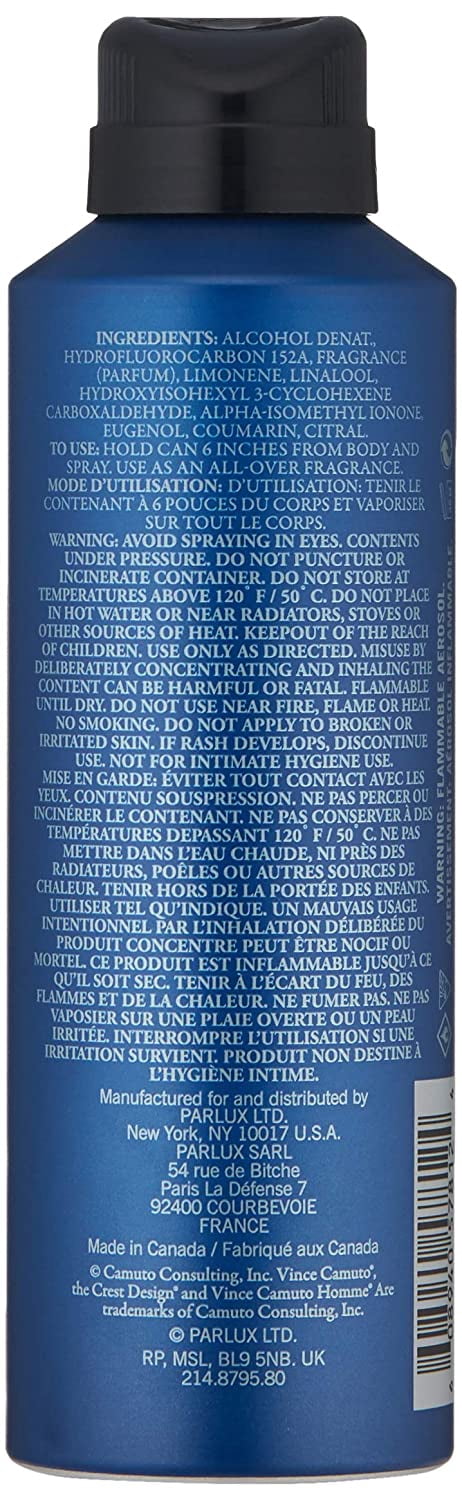 INGREDIENTS: ALCOHOL DENAT.,
HYDROFLUOROCARBON 152A, FRAGRANCE
(PARFUM), LIMONENE, LINALOOL,
HYDROXYISOHEXYL 3-CYCLOHEXENE
CARBOXALDEHYDE, ALPHA-ISOMETHYL IONONE,
EUGENOL, COUMARIN, CITRAL.
TO USE: HOLD CAN 6 INCHES FROM BODY AND
SPRAY. USE AS AN ALL-OVER FRAGRANCE.
MODE D'UTILISATION: D'UTILISATION: TENIR LE
CONTENANT À 6 POUCES DU CORPS ET VAPORISER
SUR TOUT LE CORPS.
WARNING: AVOID SPRAYING IN EYES. CONTENTS
UNDER PRESSURE. DO NOT PUNCTURE OR
INCINERATE CONTAINER. DO NOT STORE AT
TEMPERATURES ABOVE 120° F / 50° C. DO NOT PLACE
IN HOT WATER OR NEAR RADIATORS, STOVES OR
OTHER SOURCES OF HEAT. KEEPOUT OF THE REACH
OF CHILDREN. USE ONLY AS DIRECTED. MISUSE BY
DELIBERATELY CONCENTRATING AND INHALING THE
CONTENT CAN BE HARMFUL OR FATAL. FLAMMABLE
UNTIL DRY. DO NOT USE NEAR FIRE, FLAME OR HEAT.
NO SMOKING. DO NOT APPLY TO BROKEN OR
IRRITATED SKIN. IF RASH DEVELOPS, DISCONTINUE
USE. NOT FOR INTIMATE HYGIENE USE.
MISE EN GARDE: ÉVITER TOUT CONTACT AVEC LES
YEUX. CONTENU SOUSPRESSION. NE PAS PERCER OU
INCINÉRER LE CONTENANT. NE PAS CONSERVER À DES
TEMPÉRATURES DEPASSANT 120° F / 50° C. NE PAS
METTRE DANS L'EAU CHAUDE, NI PRÈS DES
RADIATEURS, POÊLES OU AUTRES SOURCES DE
CHALEUR. TENIR HORS DE LA PORTÉE DES ENFANTS.
UTILISER TEL QU'INDIQUE. UN MAUVAIS USAGE
INTENTIONNEL PAR L'INHALATION DÉLIBÉRÉE DU
PRODUIT CONCENTRE PEUT ÊTRE NOCIF OU
MORTEL. CE PRODUIT EST INFLAMMABLE JUSQU'À CE
QU'IL SOIT SEC. TENIR À L'ÉCART DU FEU, DES
FLAMMES ET DE LA CHALEUR. NE FUMER PAS. NE PAS
VAPOSIER SUR UNE PLAIE OVERTE OU UN PEAU
IRRITÉE. INTERROMPRE L'UTILISATION SI UNE
IRRITATION SURVIENT. PRODUIT NON DESTINE À
L'HYGIÈNE INTIME.
Manufactured for and distributed by
PARLUX LTD.
New York, NY 10017 U.S.A.
PARLUX SARL
54 rue de Bitche
Paris La Défense 7
92400 COURBEVOIE
FRANCE
Made in Canada / Fabriqué aux Canada
© Camuto Consulting, Inc. Vince Camuto®,
the Crest Design® and Vince Camuto Homme® Are
trademarks of Camuto Consulting, Inc.
© PARLUX LTD.
RP, MSL, BL9 5NB. UK
214.8795.80
WARNING: FLAMMABLE AEROSOL.
AVERTISSEMENT: AÉROSOL INFLAMMABLE.